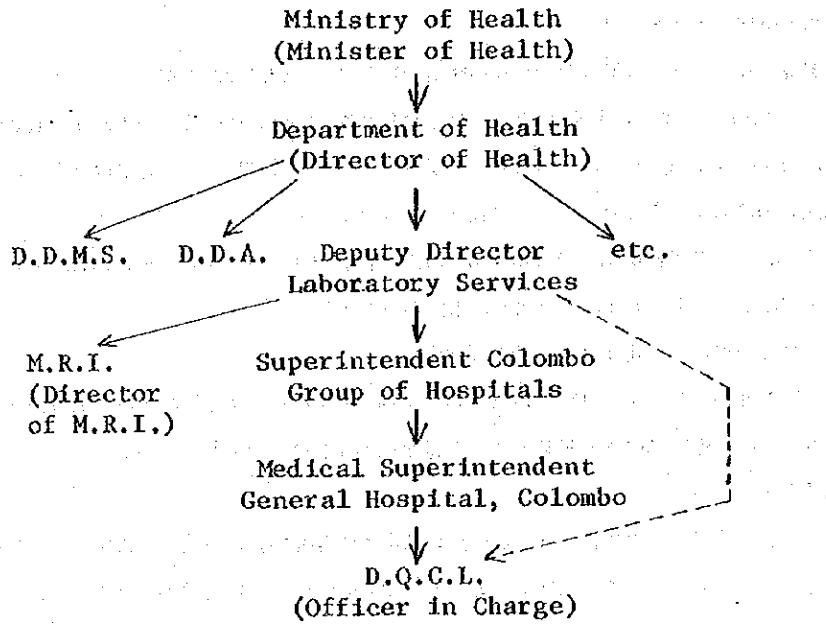 Ministry of Health
(Minister of Health)
Department of Health
(Director of Health)
D.D.M.S. D.D.A. Deputy Director etc.
Laboratory Services
M.R.I. Superintendent Colombo
(Director Group of Hospitals
of M.R.I.)
Medical Superintendent
General Hospital, Colombo
D.Q.C.L.
(Officer in Charge)